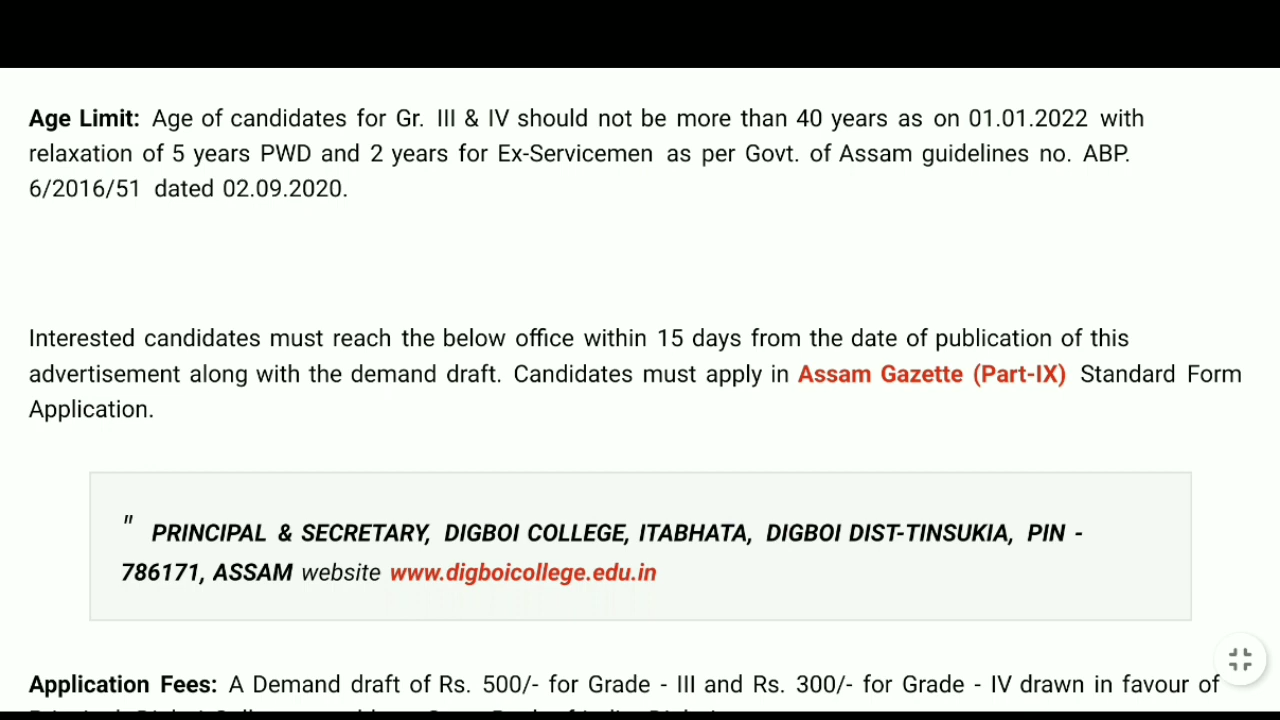 Age Limit: Age of candidates for Gr. III & IV should not be more than 40 years as on 01.01.2022 with
relaxation of 5 years PWD and 2 years for Ex-Servicemen as per Govt. of Assam guidelines no. ABP.
6/2016/51 dated 02.09.2020.
Interested candidates must reach the below office within 15 days from the date of publication of this
advertisement along with the demand draft. Candidates must apply in Assam Gazette (Part-IX) Standard Form
Application.
" PRINCIPAL & SECRETARY, DIGBOI COLLEGE, ITABHATA, DIGBOI DIST-TINSUKIA, PIN -
786171, ASSAM website www.digboicollege.edu.in
Application Fees: A Demand draft of Rs. 500/- for Grade - III and Rs. 300/- for Grade - IV drawn in favour of